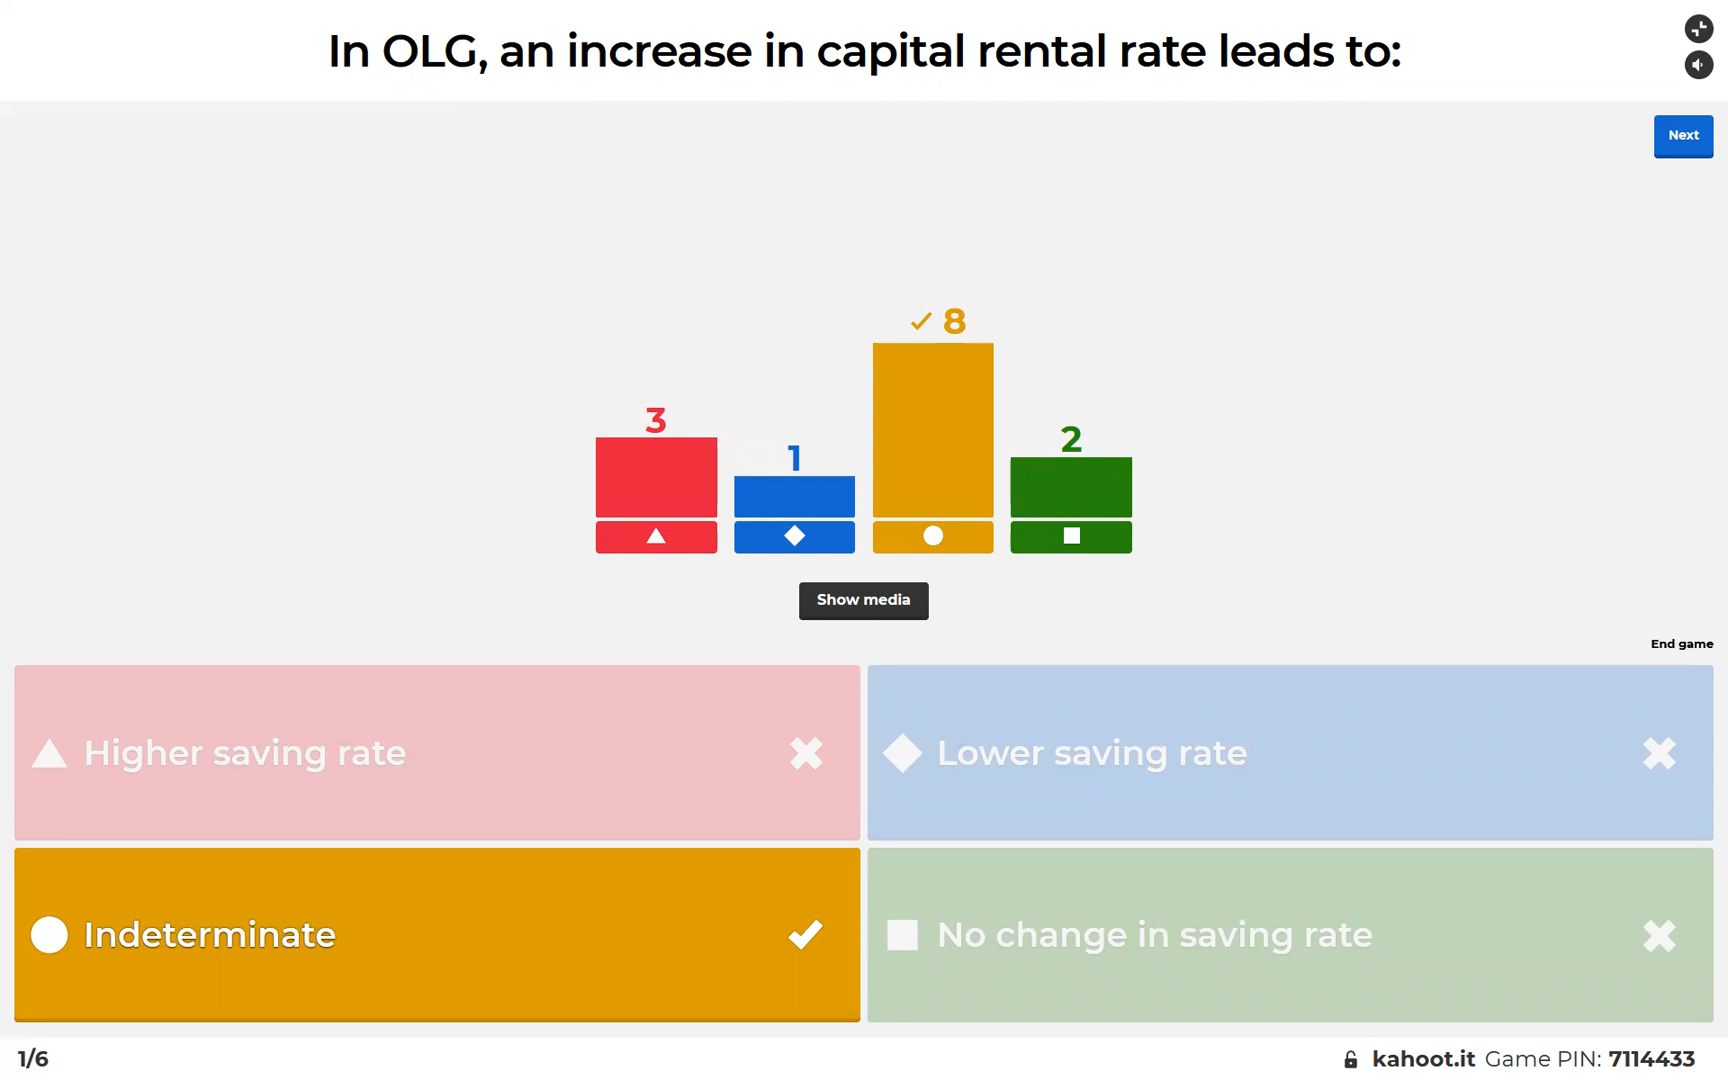 In OLG, an increase in capital rental rate leads to:
Next
8
3
2
1
Show media
End game
Higher saving rate
Lower saving rate
Indeterminate
No change in saving rate
1/6
kahoot.it Game PIN: 7114433